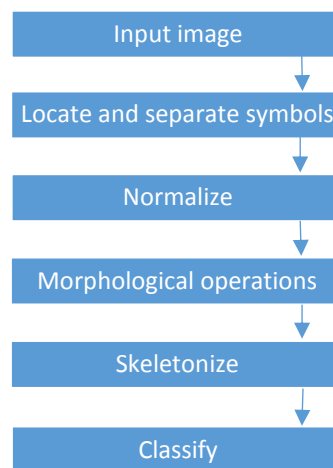 Input image
Locate and separate symbols
Normalize
Morphological operations
Skeletonize
Classify